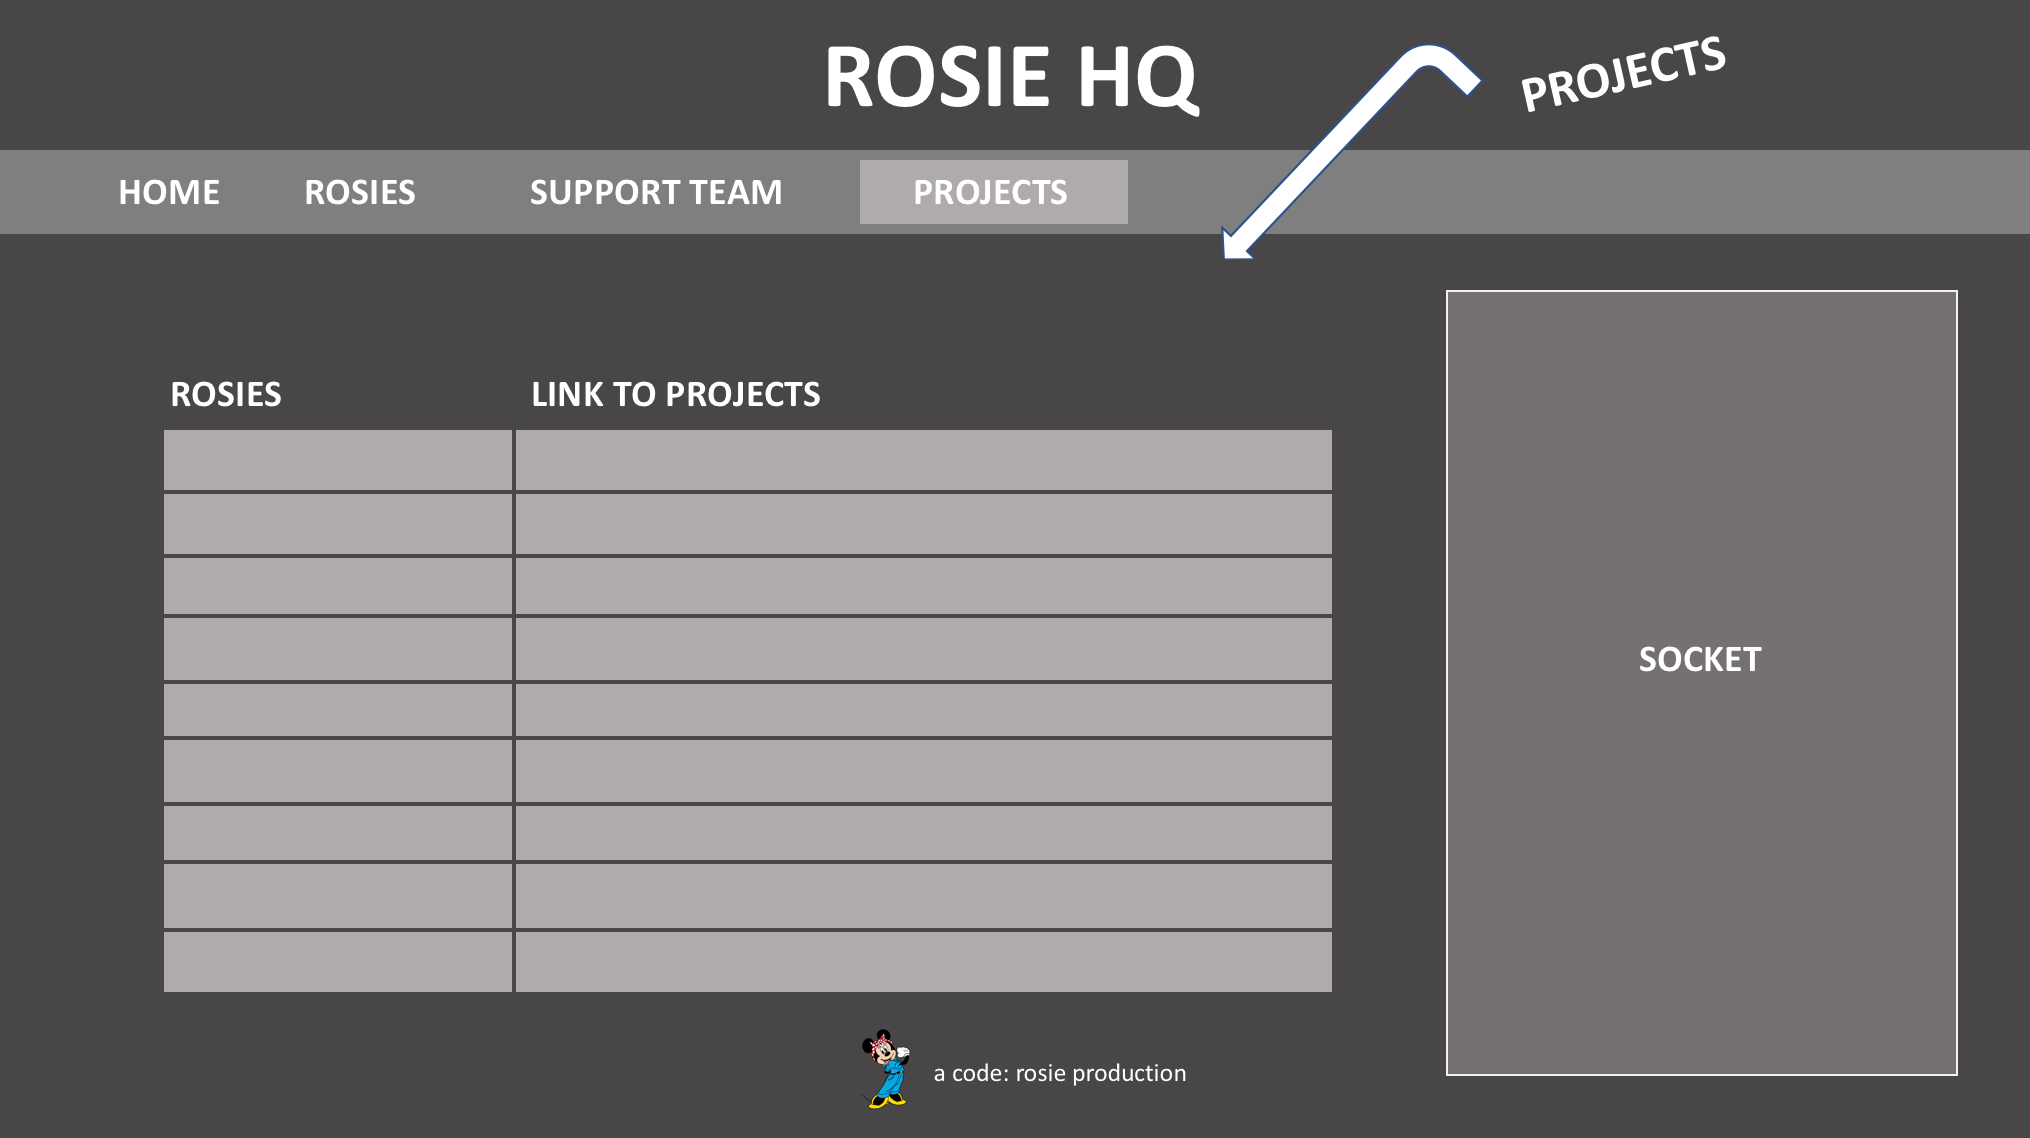 ROSIE HQ
PROJECTS
HOME ROSIES SUPPORT TEAM PROJECTS
ROSIES LINK TO PROJECTS
SOCKET
a code: rosie production